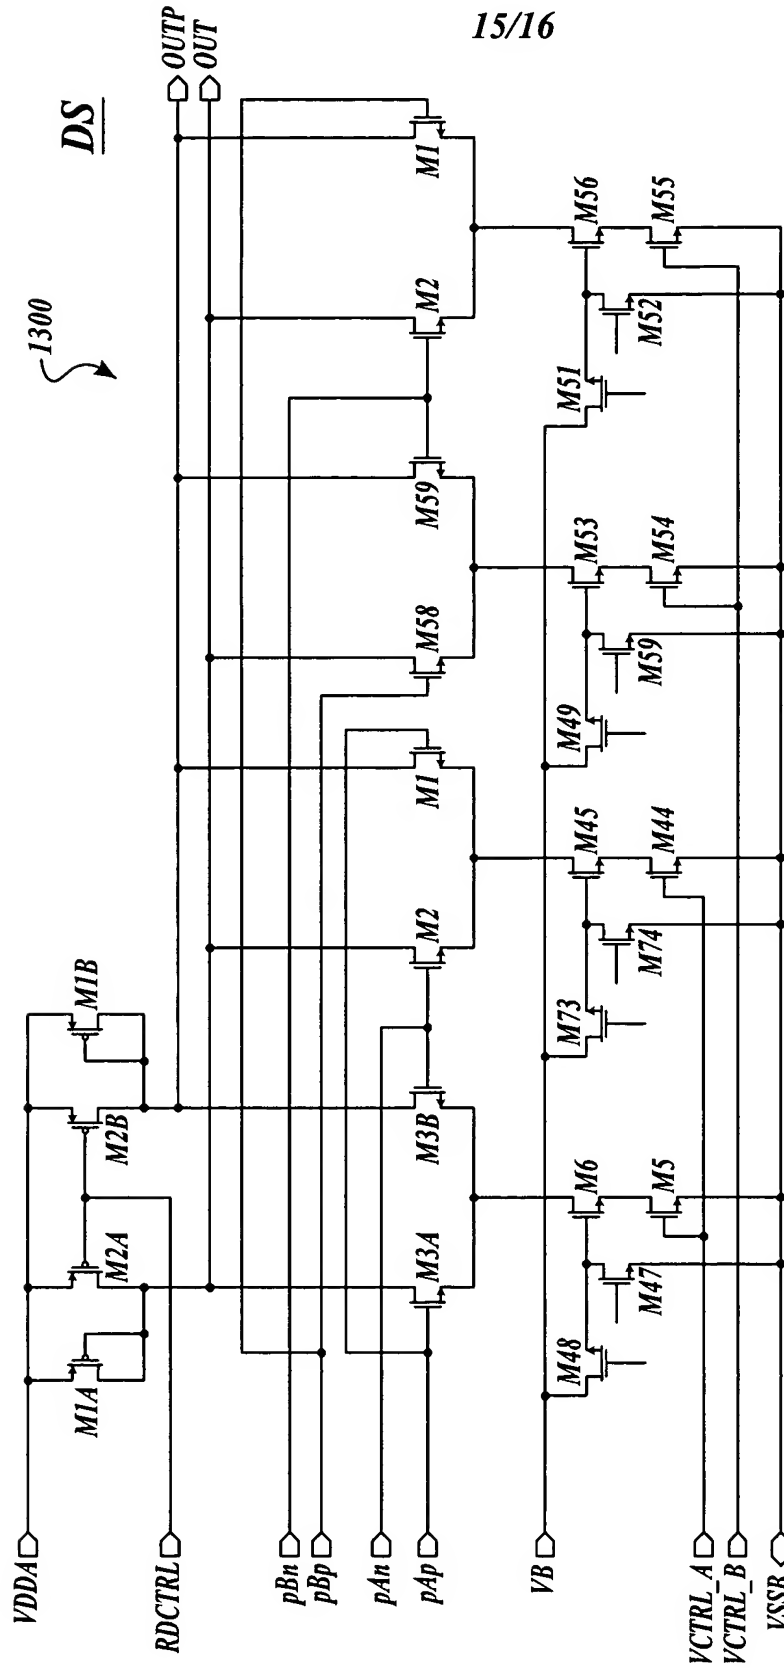 15/16
DS
1300
OUTP
OUT
VDDA
RDCTRL
pBn
pBp
pAn
pAp
VB
VCTRL_A
VCTRL_B
VSSB
M1A
M2A
M2B
M1B
M3A
M3B
M2
M1
M58
M59
M2
M1
M48
M47
M6
M5
M73
M74
M45
M44
M49
M59
M53
M54
M51
M52
M56
M55